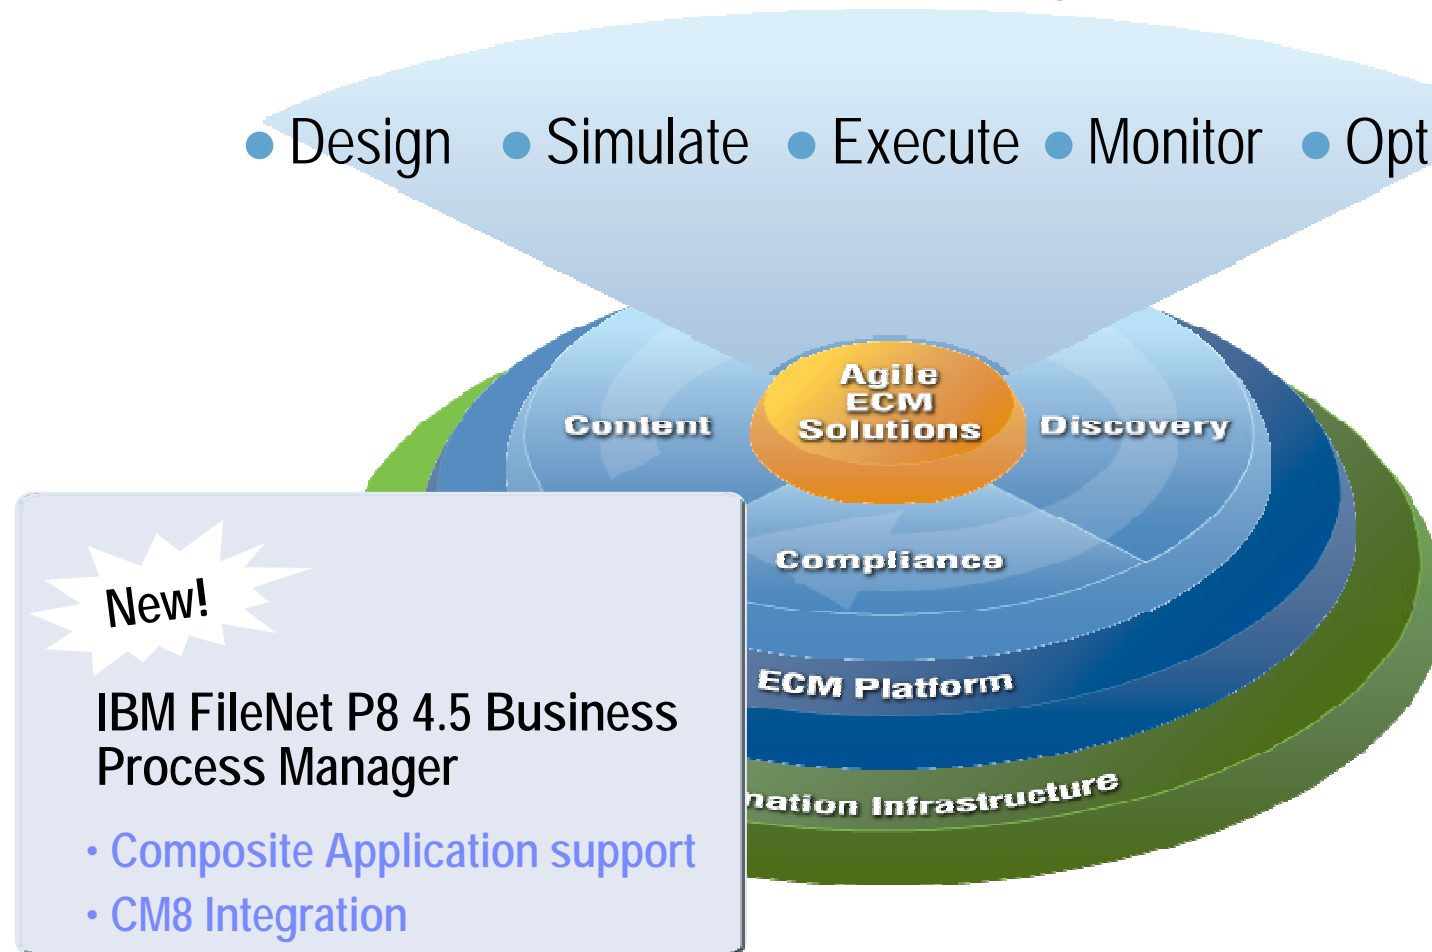 • Design • Simulate • Execute • Monitor • Opt
Agile
ECM
Solutions
Content
Discovery
Compliance
ECM Platform
nation Infrastructure
New!
IBM FileNet P8 4.5 Business
Process Manager
• Composite Application support
• CM8 Integration